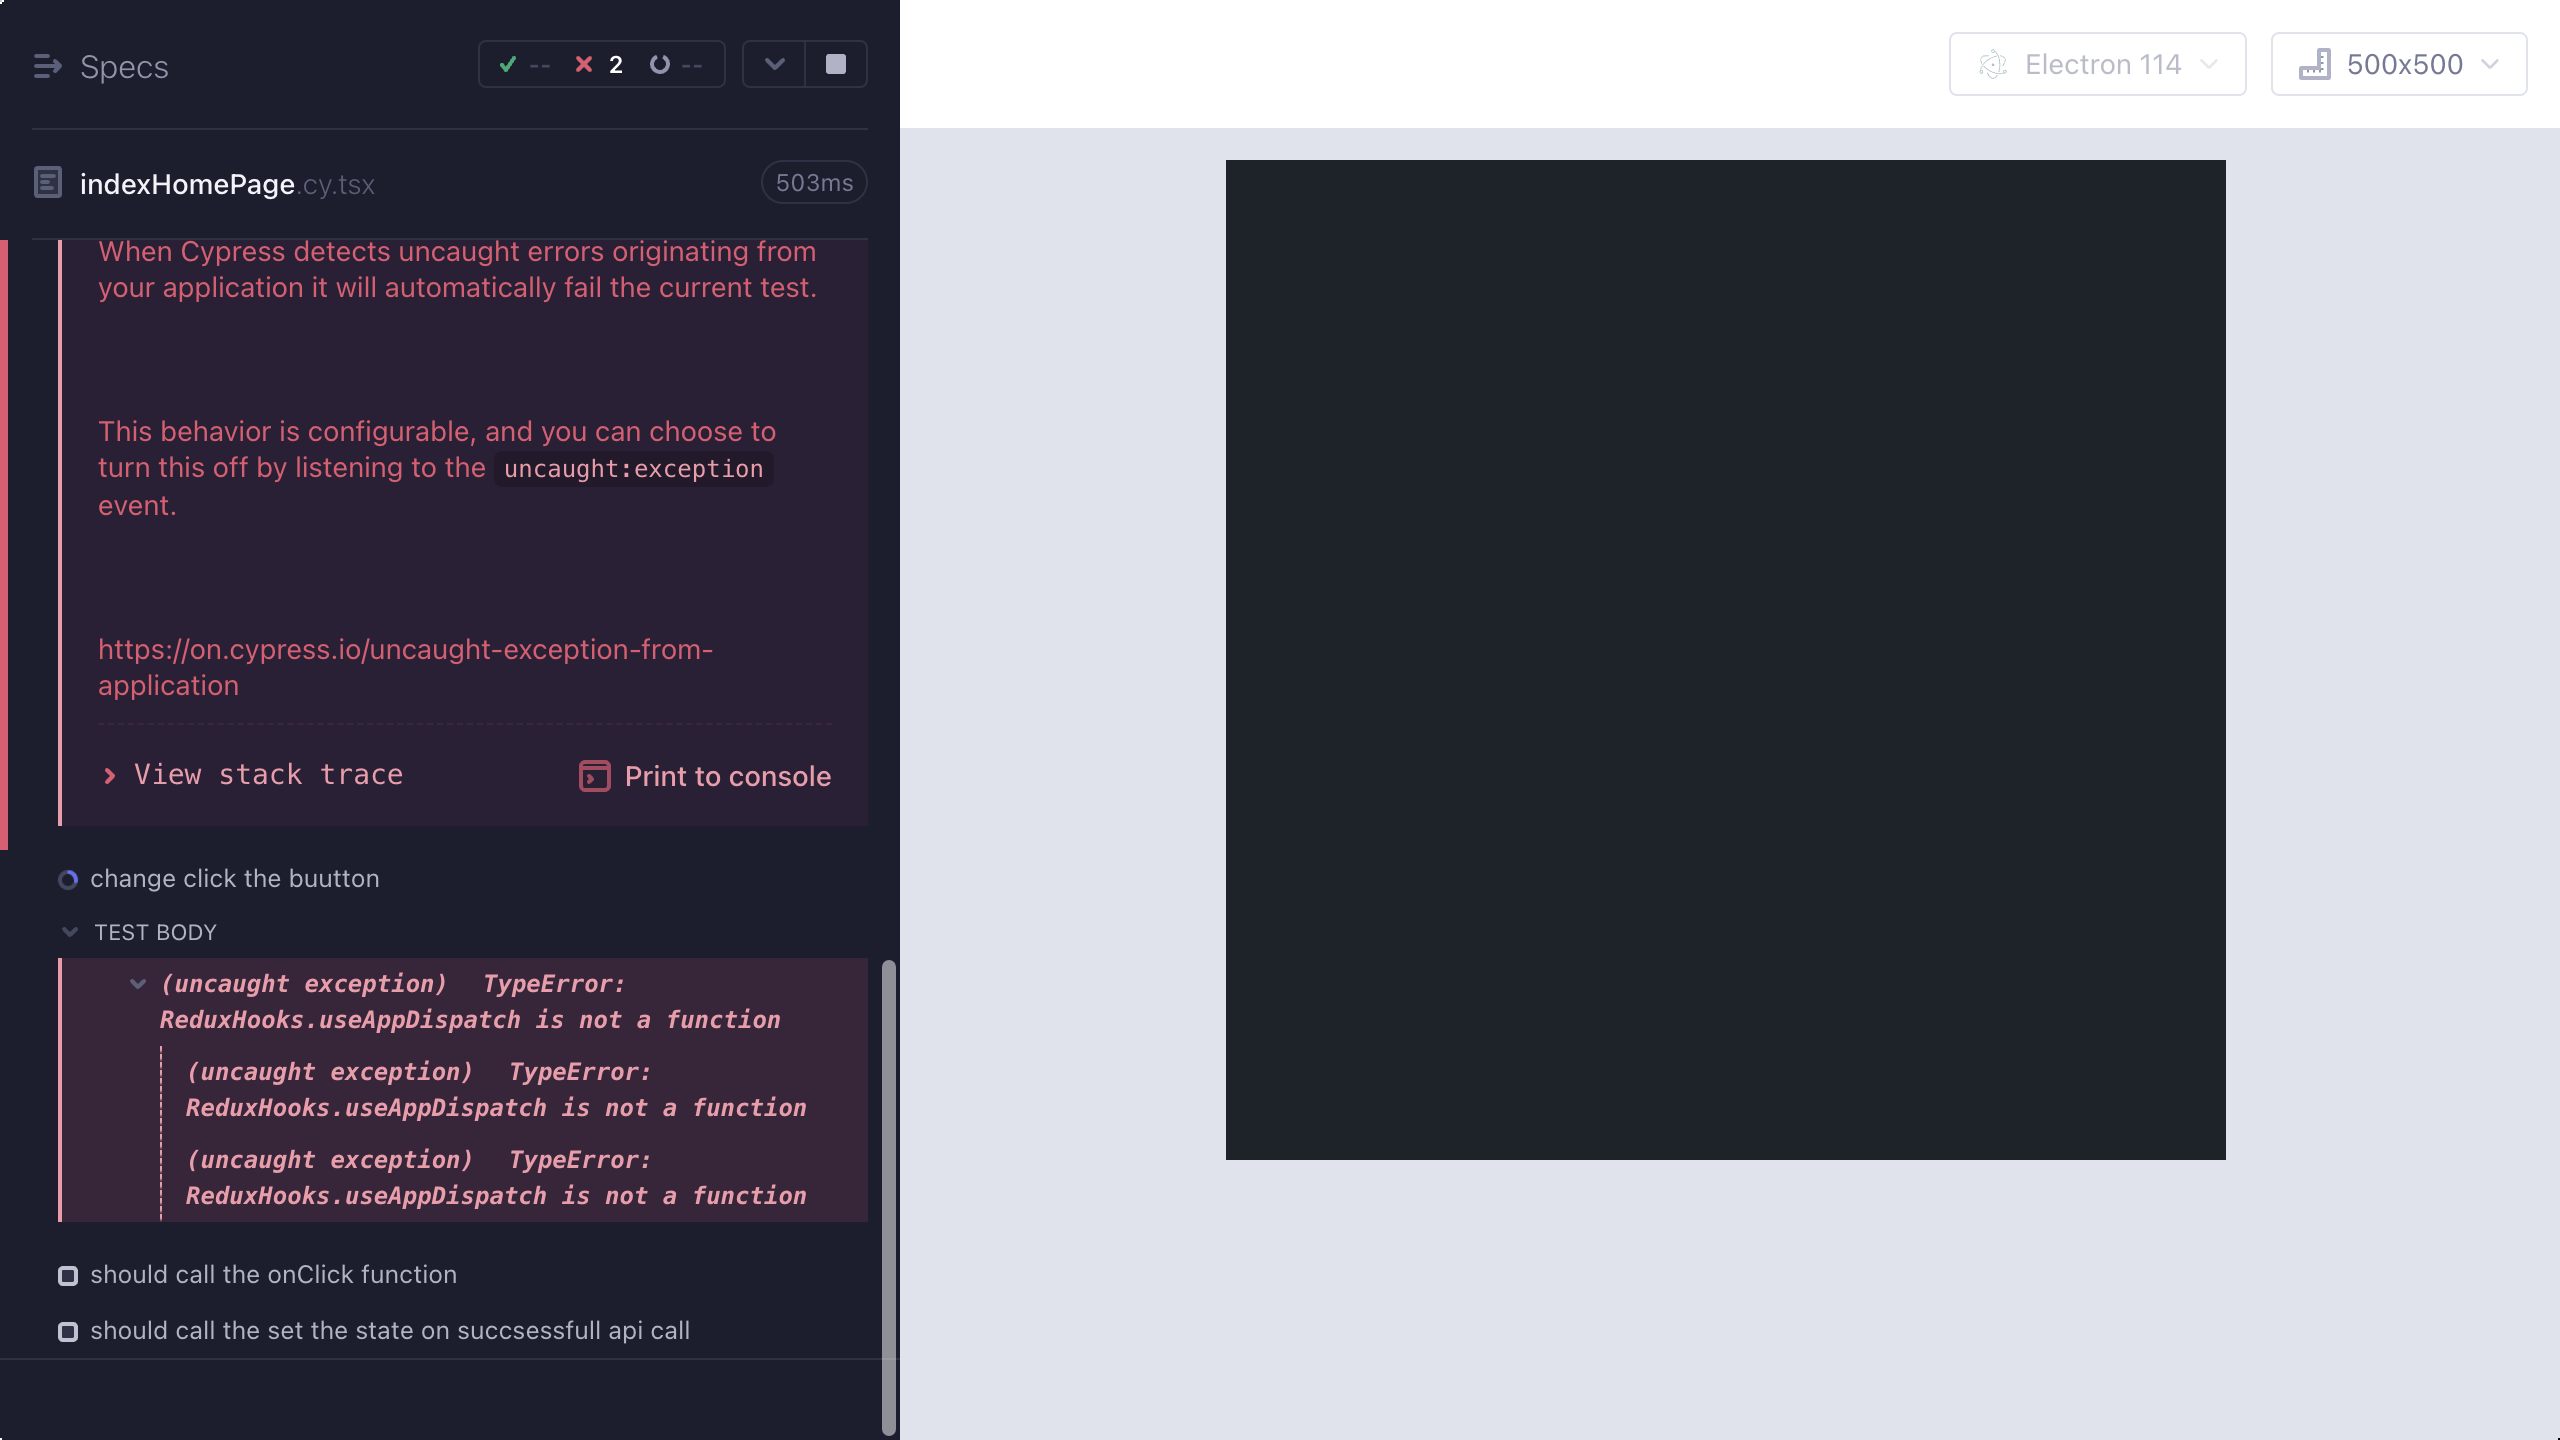 Specs
-- 2 --
Electron 114
500x500
indexHomePage.cy.tsx
503ms
When Cypress detects uncaught errors originating from
your application it will automatically fail the current test.
This behavior is configurable, and you can choose to
turn this off by listening to the uncaught:exception
event.
https://on.cypress.io/uncaught-exception-from-
application
View stack trace
Print to console
change click the buutton
TEST BODY
(uncaught exception) TypeError:
ReduxHooks.useAppDispatch is not a function
(uncaught exception) TypeError:
ReduxHooks.useAppDispatch is not a function
(uncaught exception) TypeError:
ReduxHooks.useAppDispatch is not a function
should call the onClick function
should call the set the state on succsessfull api call